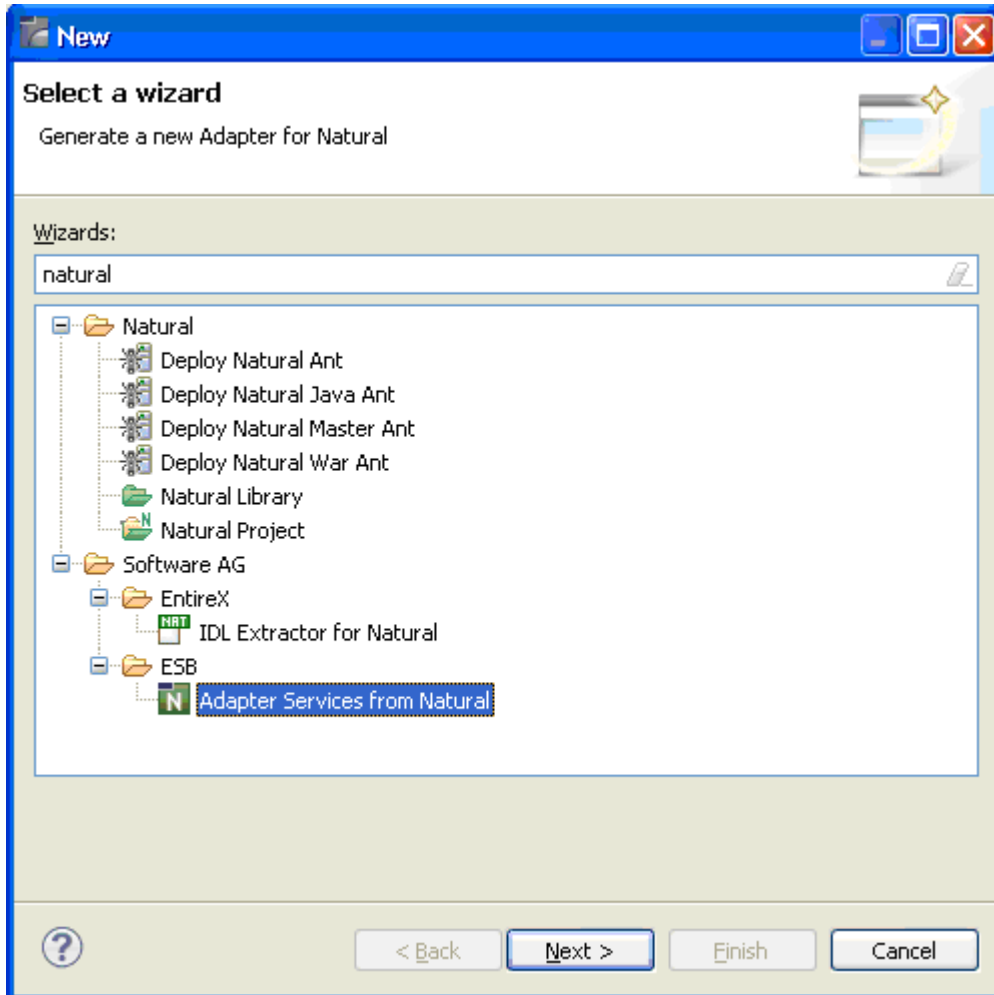 New
Select a wizard
Generate a new Adapter for Natural
Wizards:
natural
Natural
Deploy Natural Ant
Deploy Natural Java Ant
Deploy Natural Master Ant
Deploy Natural War Ant
Natural Library
Natural Project
Software AG
EntireX
NAT
IDL Extractor for Natural
ESB
N Adapter Services from Natural
? < Back Next > Finish Cancel